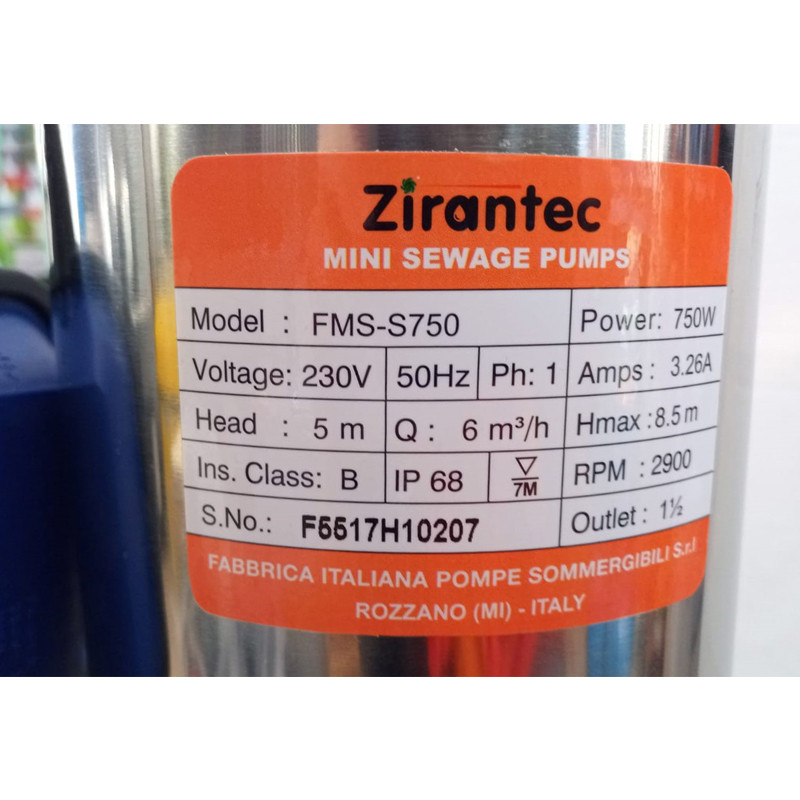 Zirantec
MINI SEWAGE PUMPS
Model : FMS-S750 Power: 750W
Voltage: 230V 50Hz Ph: 1 Amps : 3.26A
Head : 5 m Q : 6 m³/h Hmax :8.5 m
Ins. Class: B IP 68 ▽ 7M RPM : 2900
S.No.: F5517H10207 Outlet : 1½
FABBRICA ITALIANA POMPE SOMMERGIBILI S.r.l
ROZZANO (MI) - ITALY